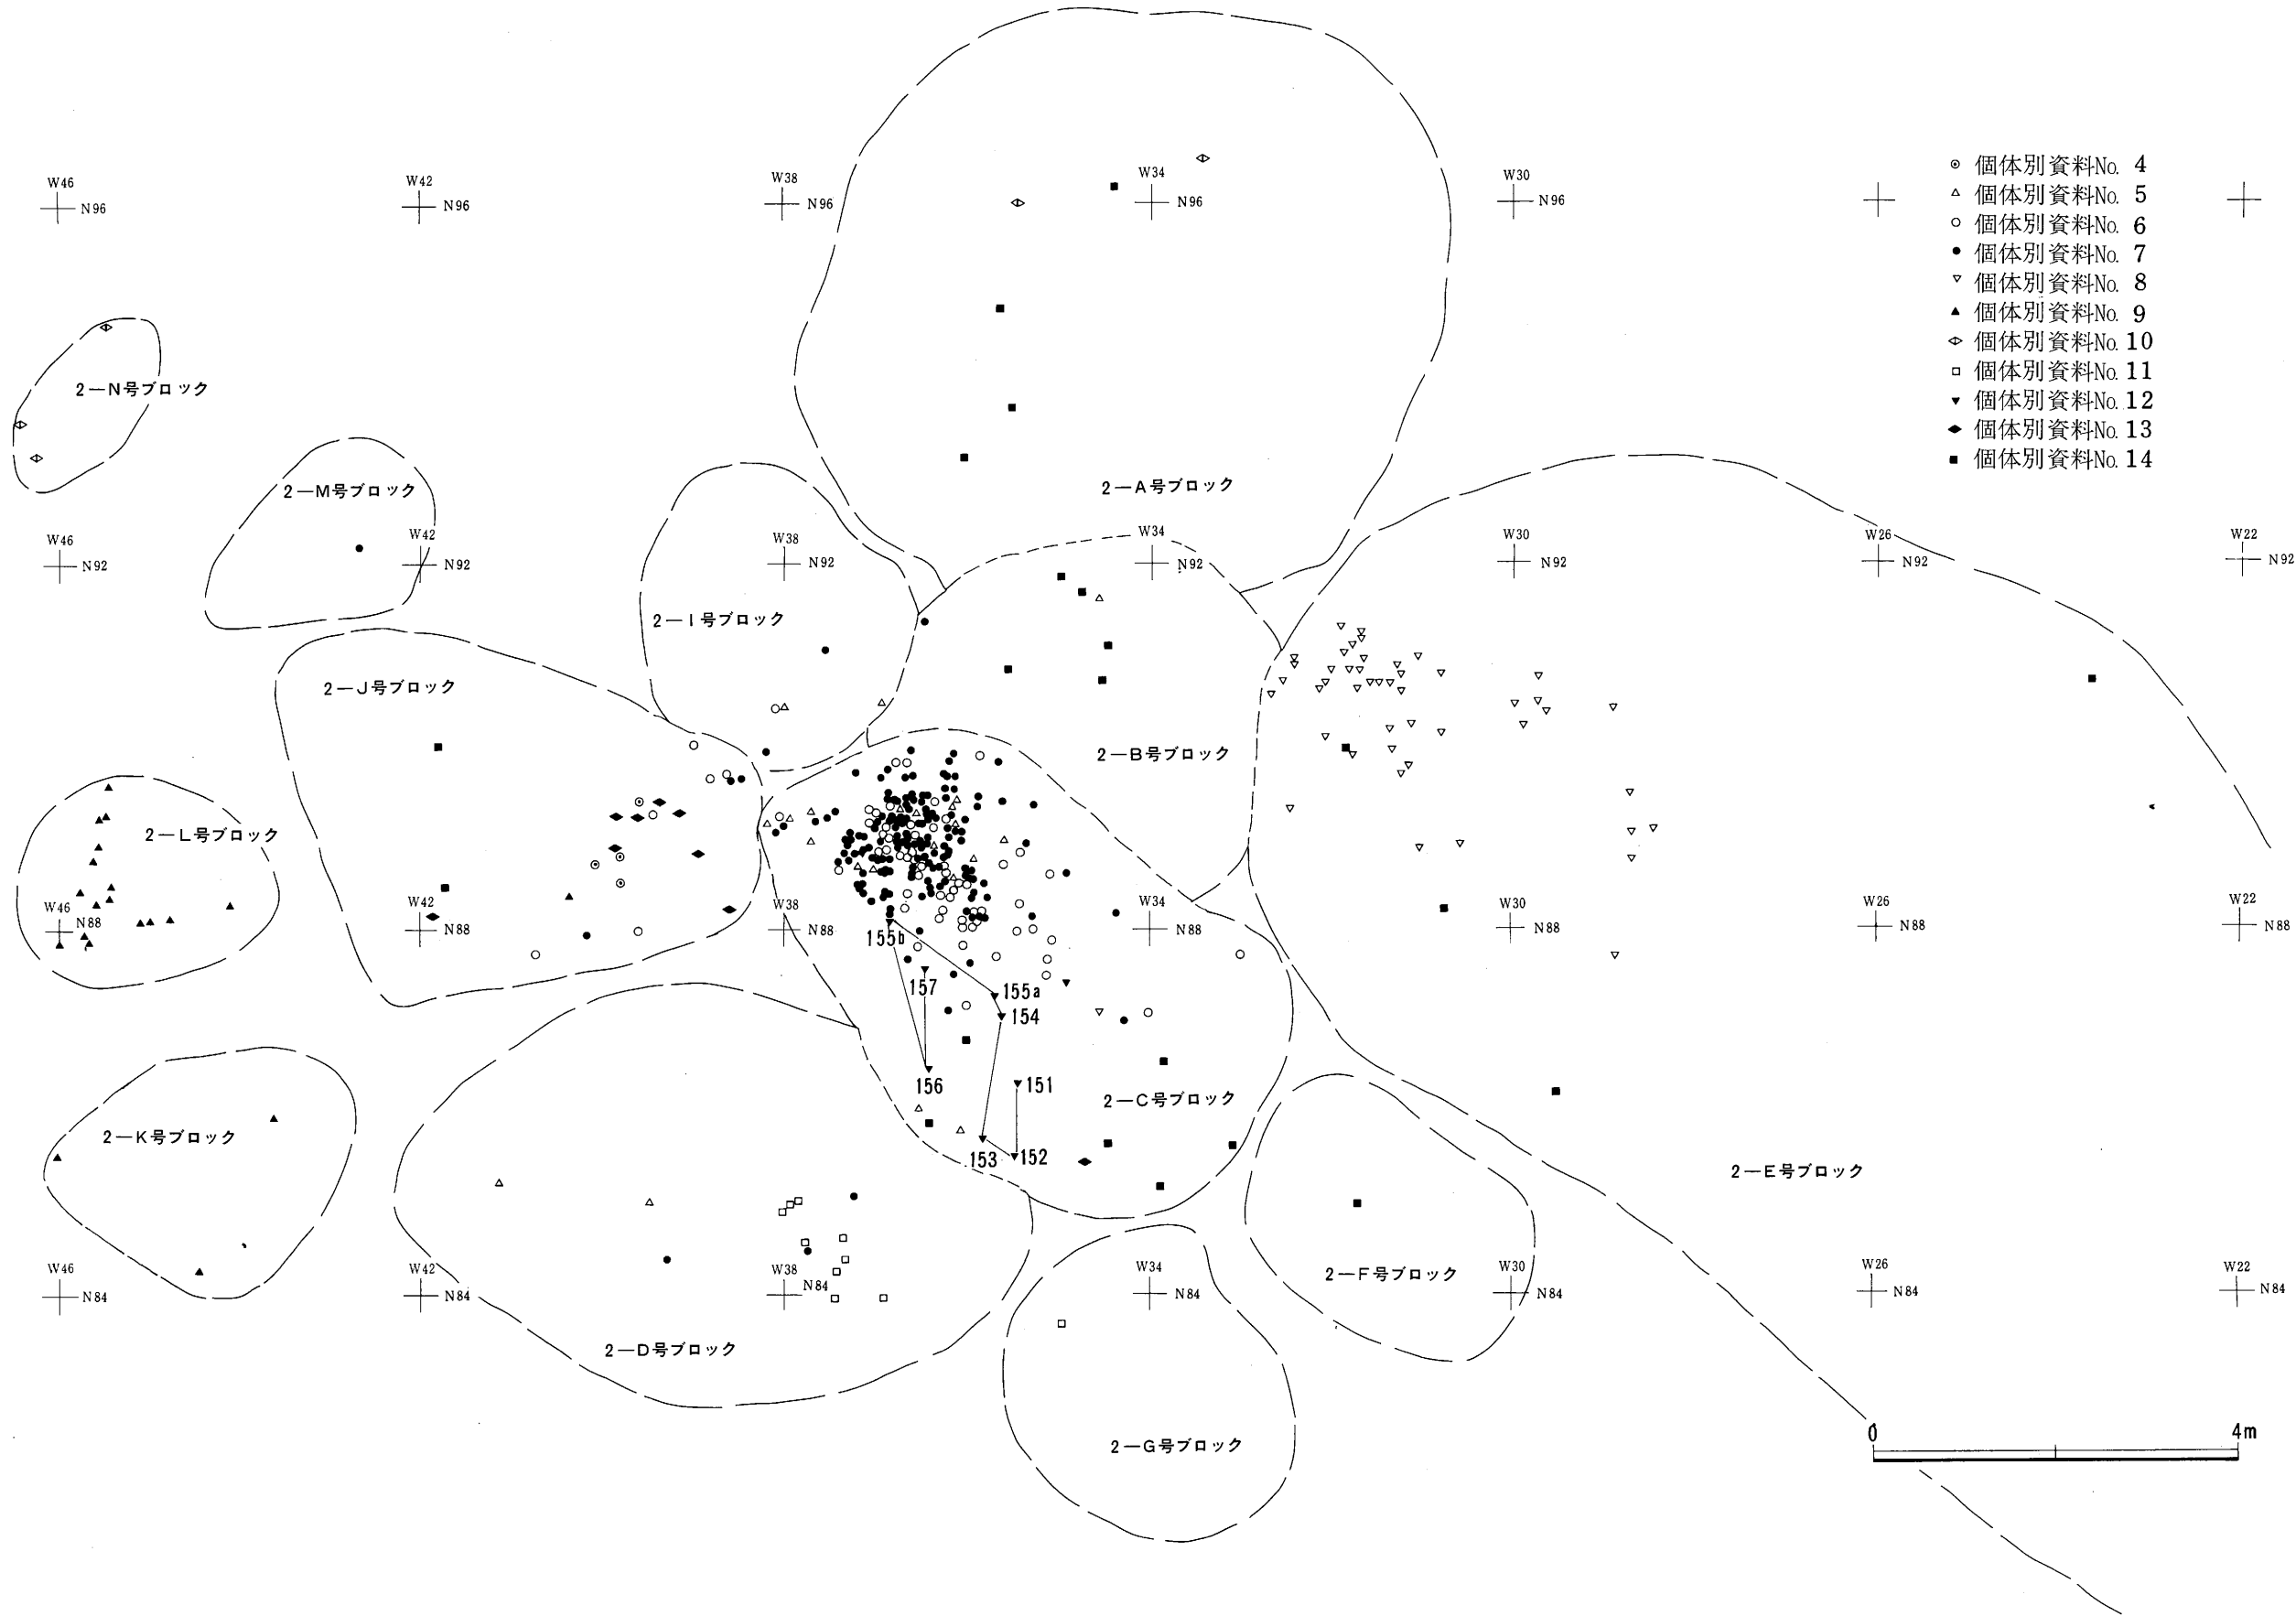 個体別資料No. 4
個体別資料No. 5
個体別資料No. 6
個体別資料No. 7
個体別資料No. 8
個体別資料No. 9
個体別資料No. 10
個体別資料No. 11
個体別資料No. 12
個体別資料No. 13
個体別資料No. 14
W46
N96
W42
N96
W38
N96
W34
N96
W30
N96
2—N号ブロック
2—M号ブロック
2—A号ブロック
W46
N92
W42
N92
W38
N92
W34
N92
W30
N92
W26
N92
W22
N92
2—I号ブロック
2—J号ブロック
2—B号ブロック
2—L号ブロック
W46
N88
W42
N88
W38
N88
W34
N88
W30
N88
W26
N88
W22
N88
155b
157
155a
154
156
151
153
152
2—C号ブロック
2—K号ブロック
2—E号ブロック
W46
N84
W42
N84
W38
N84
W34
N84
2—F号ブロック
W30
N84
W26
N84
W22
N84
2—D号ブロック
2—G号ブロック
0
4m